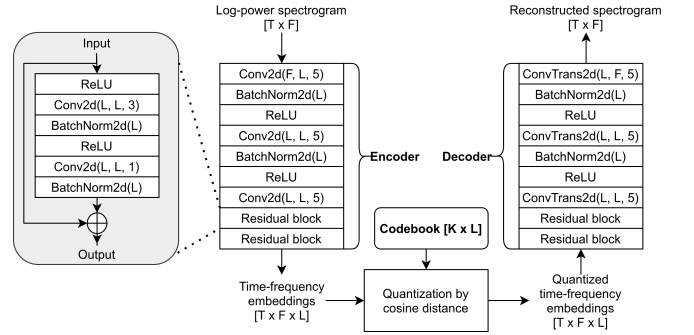 Log-power spectrogram
[T x F]
Reconstructed spectrogram
[T x F]
Input
ReLU
Conv2d(L, L, 3)
BatchNorm2d(L)
ReLU
Conv2d(L, L, 1)
BatchNorm2d(L)
Output
Conv2d(F, L, 5)
BatchNorm2d(L)
ReLU
Conv2d(L, L, 5)
BatchNorm2d(L)
ReLU
Conv2d(L, L, 5)
Residual block
Residual block
Encoder
Decoder
ConvTrans2d(L, F, 5)
BatchNorm2d(L)
ReLU
ConvTrans2d(L, L, 5)
BatchNorm2d(L)
ReLU
ConvTrans2d(L, L, 5)
Residual block
Residual block
Codebook [K x L]
Time-frequency
embeddings
[T x F x L]
Quantization by
cosine distance
Quantized
time-frequency
embeddings
[T x F x L]